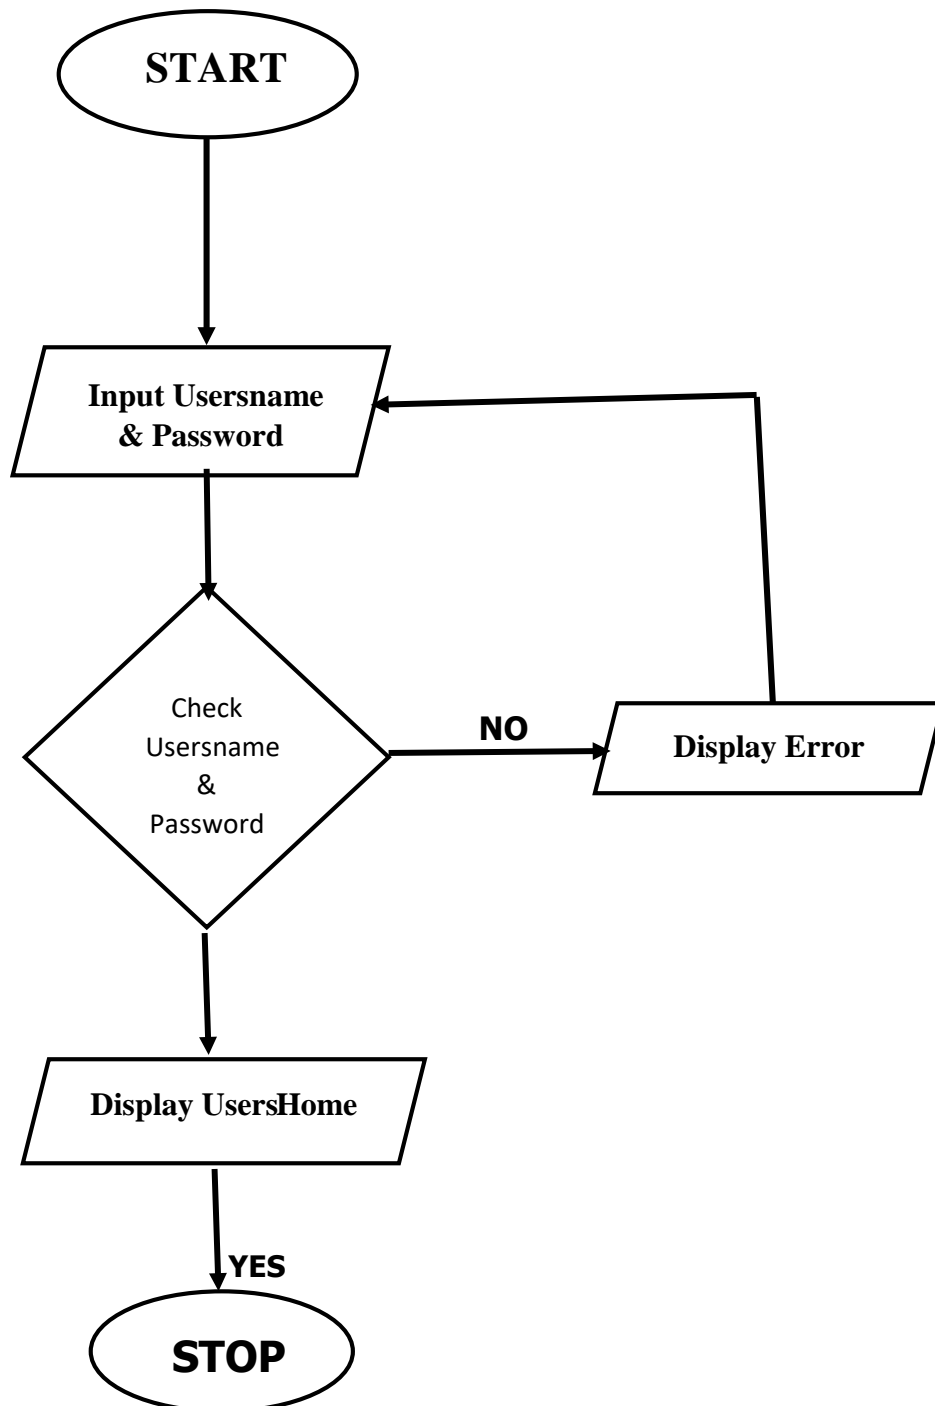 START
Input Usersname
& Password
Check
Usersname
&
Password
NO
Display Error
Display UsersHome
YES
STOP